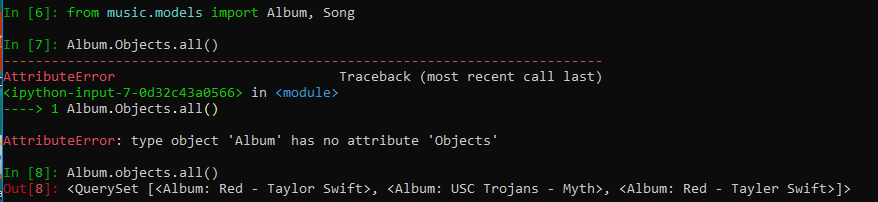 In [6]: from music.models import Album, Song
In [7]: Album.Objects.all()
---------------------------------------------------------------------------
AttributeError                            Traceback (most recent call last)
<ipython-input-7-0d32c43a0566> in <module>
----> 1 Album.Objects.all()
AttributeError: type object 'Album' has no attribute 'Objects'
In [8]: Album.objects.all()
Out[8]: <QuerySet [<Album: Red - Taylor Swift>, <Album: USC Trojans - Myth>, <Album: Red - Tayler Swift>]>